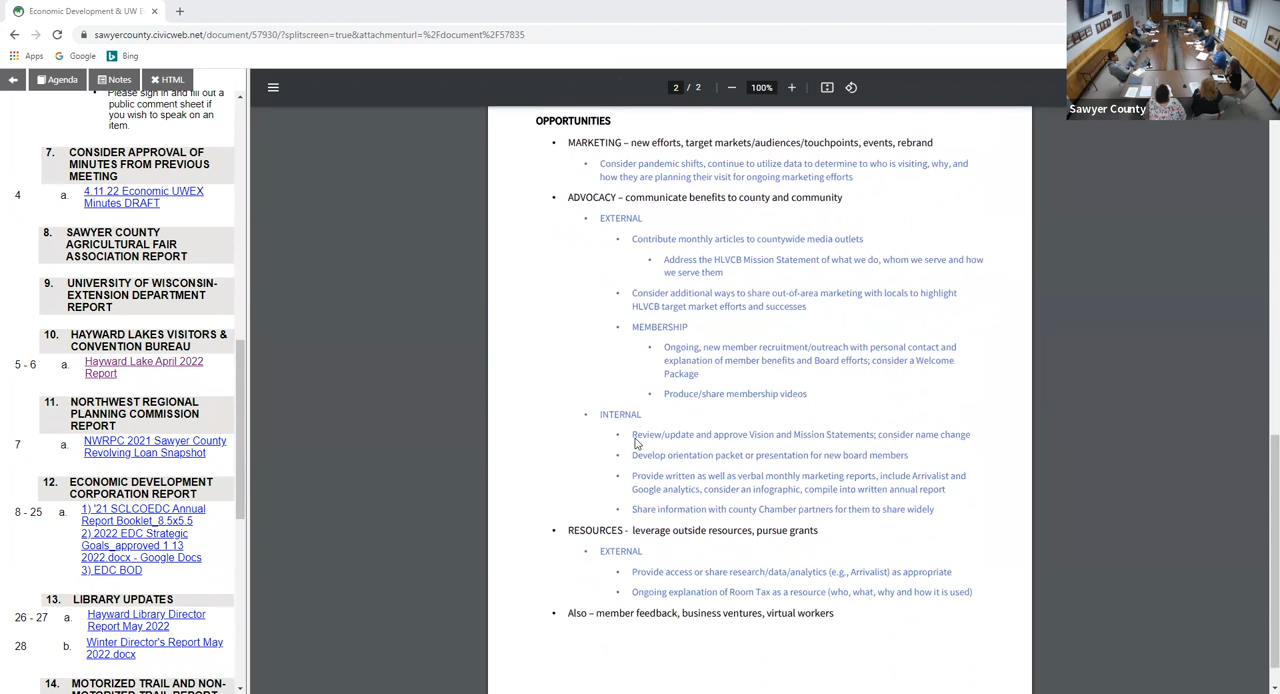 Economic Development & UW E
sawyercounty.civicweb.net/document/57930/?splitscreen=true&attachmenturl=%2Fdocument%2F57835
Apps
Google
Bing
Agenda
Notes
HTML
2 / 2
100%
Sawyer County
• Please sign in and fill out a
public comment sheet if
you wish to speak on an
item.
7. CONSIDER APPROVAL OF
MINUTES FROM PREVIOUS
MEETING
4 a. 4.11.22 Economic UWEX
Minutes DRAFT
8. SAWYER COUNTY
AGRICULTURAL FAIR
ASSOCIATION REPORT
9. UNIVERSITY OF WISCONSIN-
EXTENSION DEPARTMENT
REPORT
10. HAYWARD LAKES VISITORS &
CONVENTION BUREAU
5 - 6 a. Hayward Lake April 2022
Report
11. NORTHWEST REGIONAL
PLANNING COMMISSION
REPORT
7 a. NWRPC 2021 Sawyer County
Revolving Loan Snapshot
12. ECONOMIC DEVELOPMENT
CORPORATION REPORT
8 - 25 a. 1) '21 SCLCOEDC Annual
Report Booklet_8.5x5.5
2) 2022 EDC Strategic
Goals_approved 1 13
2022.docx - Google Docs
3) EDC BOD
13. LIBRARY UPDATES
26 - 27 a. Hayward Library Director
Report May 2022
28 b. Winter Director's Report May
2022.docx
14. MOTORIZED TRAIL AND NON-
MOTORIZED TRAIL REPORT
OPPORTUNITIES
• MARKETING – new efforts, target markets/audiences/touchpoints, events, rebrand
• Consider pandemic shifts, continue to utilize data to determine to who is visiting, why, and
how they are planning their visit for ongoing marketing efforts
• ADVOCACY – communicate benefits to county and community
• EXTERNAL
• Contribute monthly articles to countywide media outlets
• Address the HLVCB Mission Statement of what we do, whom we serve and how
we serve them
• Consider additional ways to share out-of-area marketing with locals to highlight
HLVCB target market efforts and successes
• MEMBERSHIP
• Ongoing, new member recruitment/outreach with personal contact and
explanation of member benefits and Board efforts; consider a Welcome
Package
• Produce/share membership videos
• INTERNAL
• Review/update and approve Vision and Mission Statements; consider name change
• Develop orientation packet or presentation for new board members
• Provide written as well as verbal monthly marketing reports, include Arrivalist and
Google analytics, consider an infographic, compile into written annual report
• Share information with county Chamber partners for them to share widely
• RESOURCES - leverage outside resources, pursue grants
• EXTERNAL
• Provide access or share research/data/analytics (e.g., Arrivalist) as appropriate
• Ongoing explanation of Room Tax as a resource (who, what, why and how it is used)
• Also – member feedback, business ventures, virtual workers